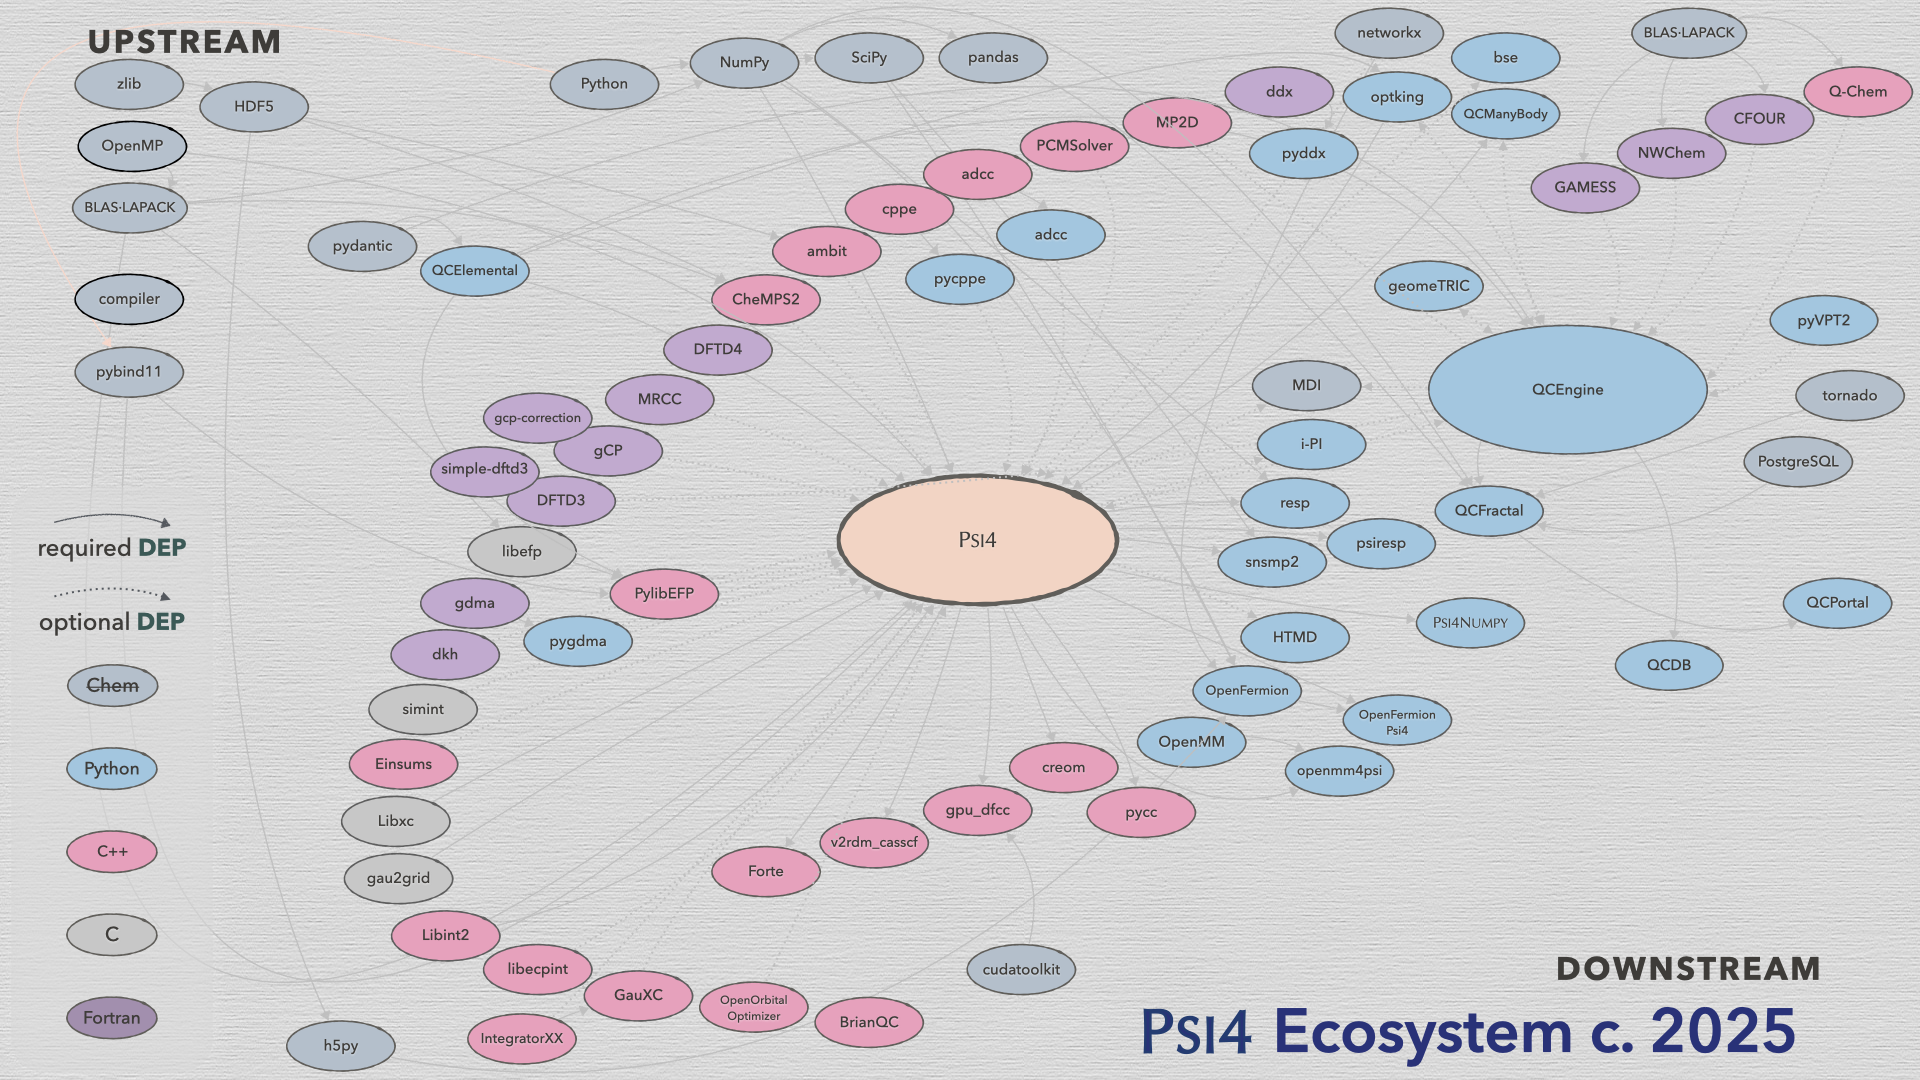 UPSTREAM
zlib
HDF5
OpenMP
BLAS·LAPACK
compiler
pybind11
Python
NumPy
SciPy
pandas
pydantic
QCElemental
networkx
bse
ddx
optking
QCManyBody
MP2D
pyddx
PCMSolver
adcc
cppe
adcc
ambit
pycppe
CheMPS2
DFTD4
MRCC
gcp-correction
gCP
simple-dftd3
DFTD3
libefp
PylibEFP
gdma
pygdma
dkh
simint
Einsums
Libxc
gau2grid
Libint2
libecpint
GauXC
IntegratorXX
OpenOrbital
Optimizer
BrianQC
h5py
cudatoolkit
BLAS·LAPACK
Q-Chem
CFOUR
NWChem
GAMESS
geomeTRIC
pyVPT2
QCEngine
MDI
tornado
i-PI
PostgreSQL
resp
QCFractal
psiresp
snsmp2
Psi4
HTMD
Psi4NumPy
QCPortal
QCDB
OpenFermion
OpenFermion
Psi4
OpenMM
openmm4psi
creom
gpu_dfcc
pycc
v2rdm_casscf
Forte
required DEP
optional DEP
Chem
Python
C++
C
Fortran
DOWNSTREAM
Psi4 Ecosystem c. 2025